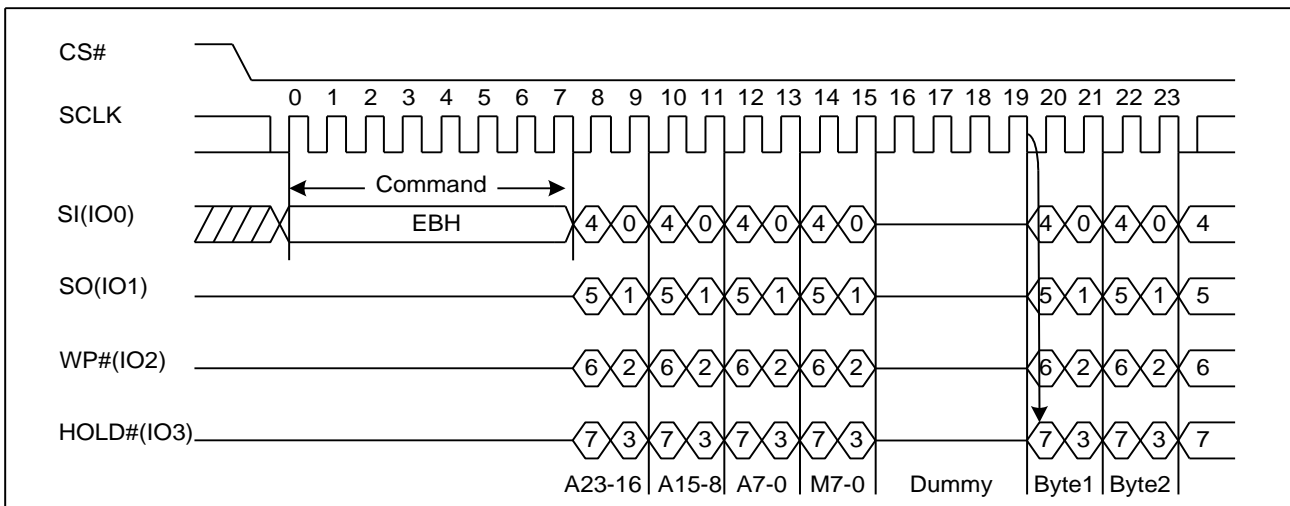 CS#
0 1 2 3 4 5 6 7 8 9 10 11 12 13 14 15 16 17 18 19 20 21 22 23
SCLK
Command
SI(IO0) EBH 4 0 4 0 4 0 4 0 4 0 4 0 4
SO(IO1) 5 1 5 1 5 1 5 1 5 1 5 1 5
WP#(IO2) 6 2 6 2 6 2 6 2 6 2 6 2 6
HOLD#(IO3) 7 3 7 3 7 3 7 3 7 3 7 3 7
A23-16 A15-8 A7-0 M7-0 Dummy Byte1 Byte2